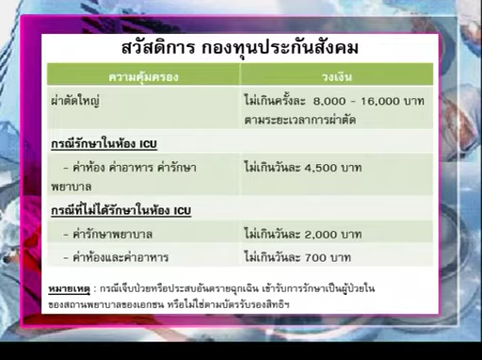 สวัสดิการ กองทุนประกันสังคม
ความคุ้มครอง วงเงิน
ผ่าตัดใหญ่ ไม่เกินครั้งละ 8,000 - 16,000 บาท
ตามระยะเวลาการผ่าตัด
กรณีรักษาในห้อง ICU
- ค่าห้อง ค่าอาหาร ค่ารักษา ไม่เกินวันละ 4,500 บาท
พยาบาล
กรณีที่ไม่ได้รักษาในห้อง ICU
- ค่ารักษาพยาบาล ไม่เกินวันละ 2,000 บาท
- ค่าห้องและค่าอาหาร ไม่เกินวันละ 700 บาท
หมายเหตุ : กรณีเจ็บป่วยหรือประสบอันตรายฉุกเฉิน เข้ารับการรักษาเป็นผู้ป่วยใน
ของสถานพยาบาลของเอกชน หรือไม่ใช่ตามบัตรรับรองสิทธิฯ